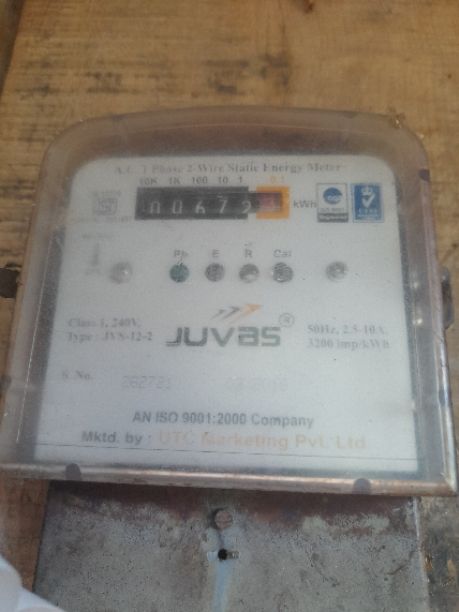 A.C. 1 Phase 2-Wire Static Energy Meter
10K 1K 100 10 1 0.1
00672 kWh
Ph E R Cal
JUVAS ®
Class 1, 240V,
Type : JVS-12-2
50Hz, 2.5-10A,
3200 imp/kWh
S. No. 262721
AN ISO 9001:2000 Company
Mktd. by : UTC Marketing Pvt. Ltd.